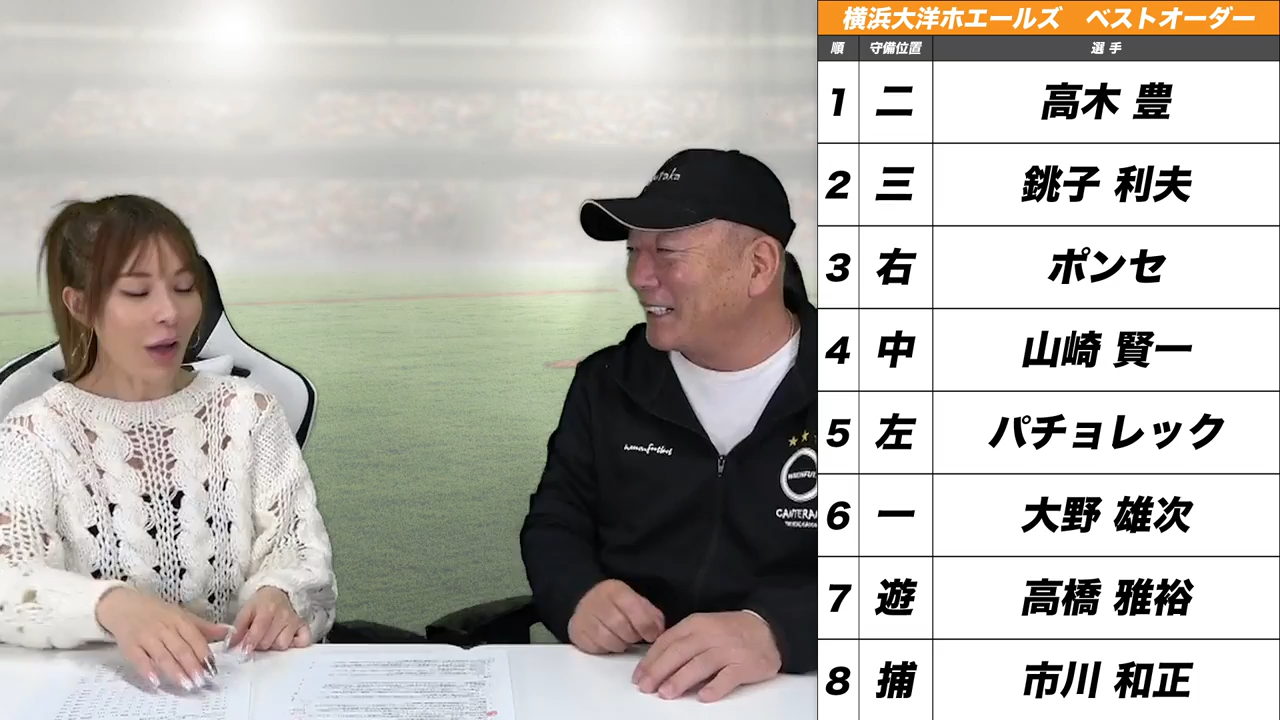 横浜大洋ホエールズ ベストオーダー
順 守備位置 選手
1 二 高木 豊
2 三 銚子 利夫
3 右 ポンセ
4 中 山崎 賢一
5 左 パチョレック
6 一 大野 雄次
7 遊 高橋 雅裕
8 捕 市川 和正